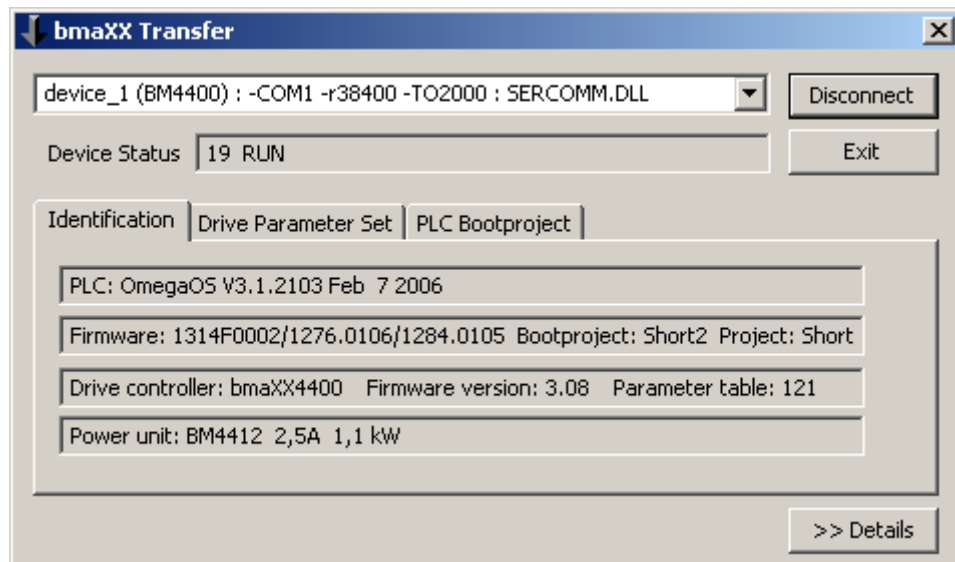 bmaXX Transfer
device_1 (BM4400) : -COM1 -r38400 -TO2000 : SERCOMM.DLL
Disconnect
Device Status
19 RUN
Exit
Identification
Drive Parameter Set
PLC Bootproject
PLC: OmegaOS V3.1.2103 Feb  7 2006
Firmware: 1314F0002/1276.0106/1284.0105  Bootproject: Short2  Project: Short
Drive controller: bmaXX4400    Firmware version: 3.08    Parameter table: 121
Power unit: BM4412  2,5A  1,1 kW
>> Details